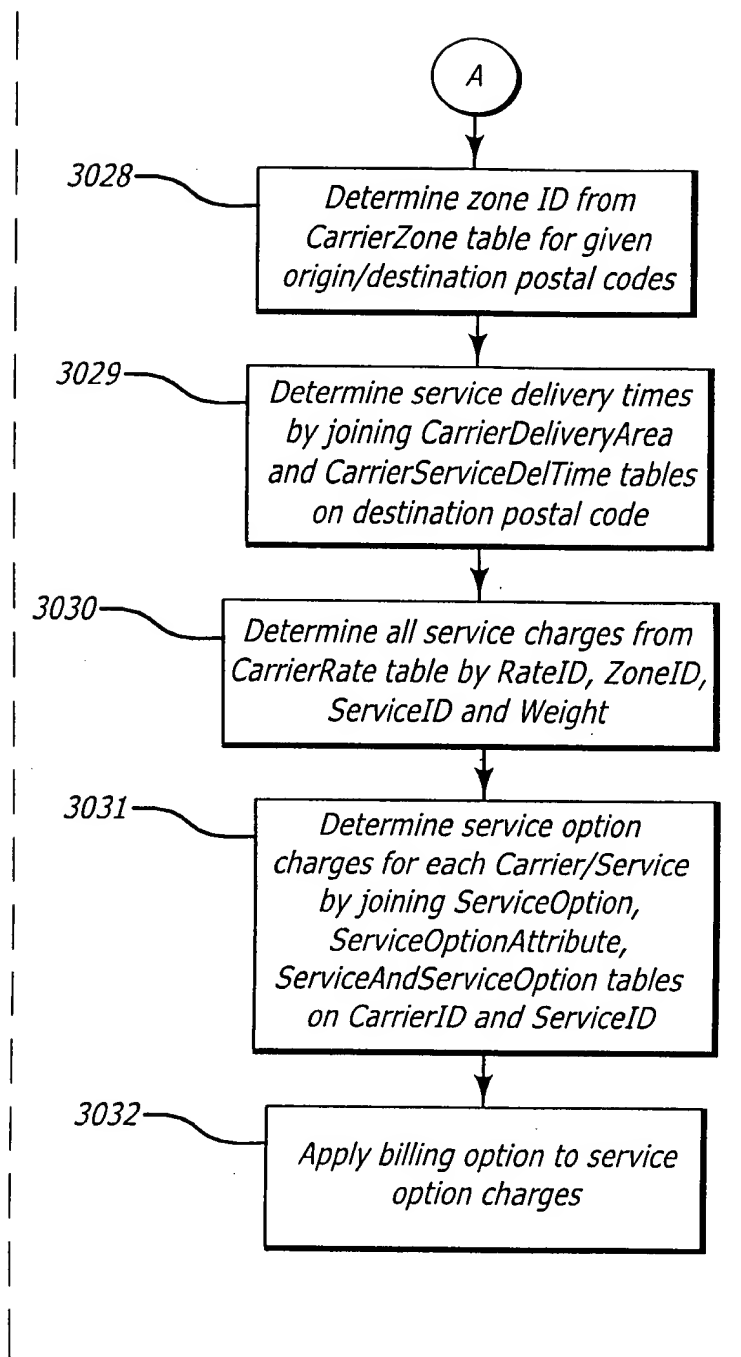 A
3028
Determine zone ID from
CarrierZone table for given
origin/destination postal codes
3029
Determine service delivery times
by joining CarrierDeliveryArea
and CarrierServiceDelTime tables
on destination postal code
3030
Determine all service charges from
CarrierRate table by RateID, ZoneID,
ServiceID and Weight
3031
Determine service option
charges for each Carrier/Service
by joining ServiceOption,
ServiceOptionAttribute,
ServiceAndServiceOption tables
on CarrierID and ServiceID
3032
Apply billing option to service
option charges